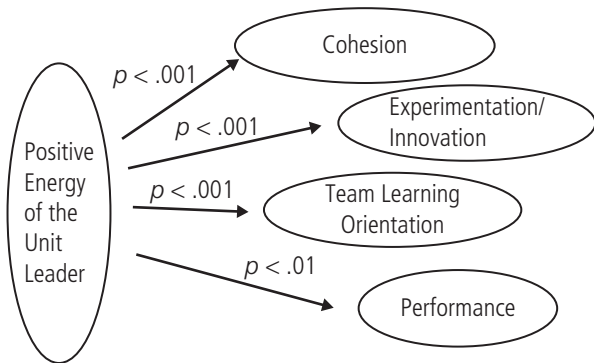 Cohesion
p < .001
Experimentation/
Innovation
p < .001
Positive
Energy
of the
Unit
Leader
p < .001
Team Learning
Orientation
p < .01
Performance